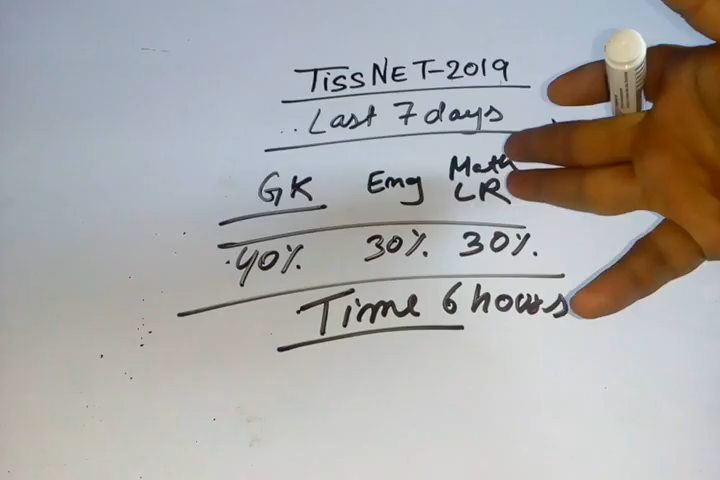 TissNET-2019
Last 7 days
GK Eng Math LR
40% 30% 30%.
Time 6 hours